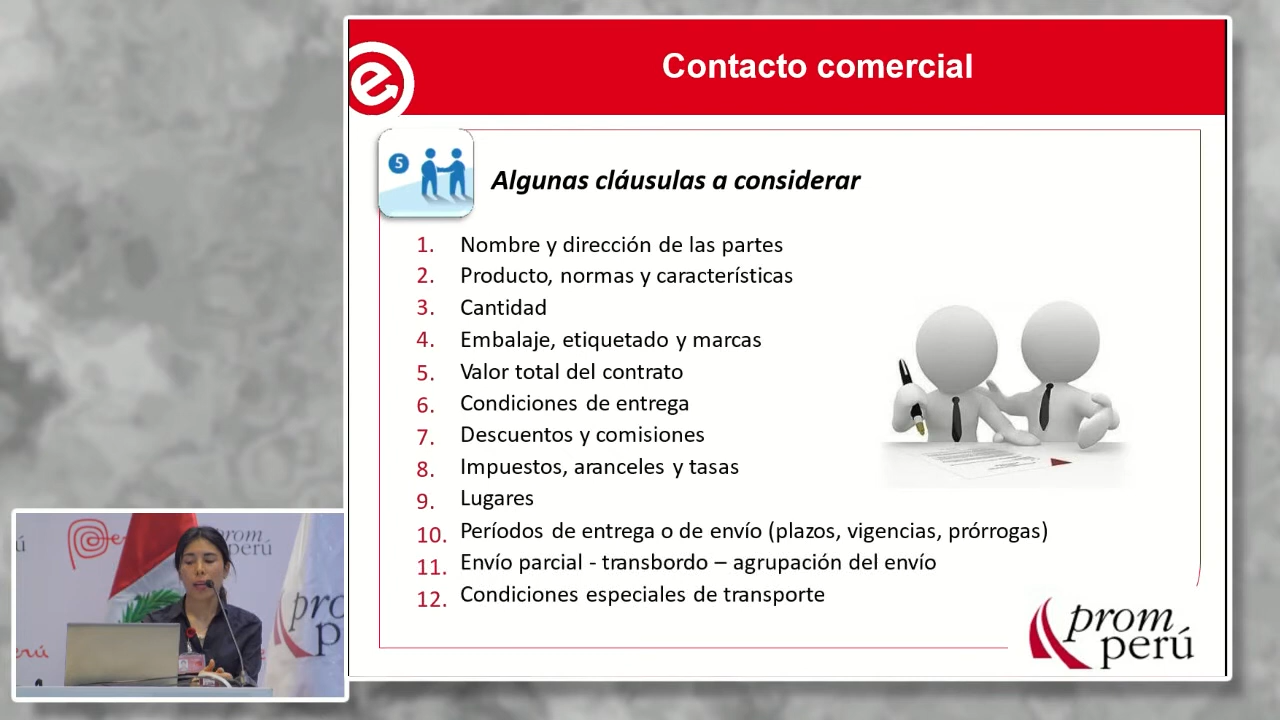 Contacto comercial
5
Algunas cláusulas a considerar
1. Nombre y dirección de las partes
2. Producto, normas y características
3. Cantidad
4. Embalaje, etiquetado y marcas
5. Valor total del contrato
6. Condiciones de entrega
7. Descuentos y comisiones
8. Impuestos, aranceles y tasas
9. Lugares
10. Períodos de entrega o de envío (plazos, vigencias, prórrogas)
11. Envío parcial - transbordo – agrupación del envío
12. Condiciones especiales de transporte
prom
perú